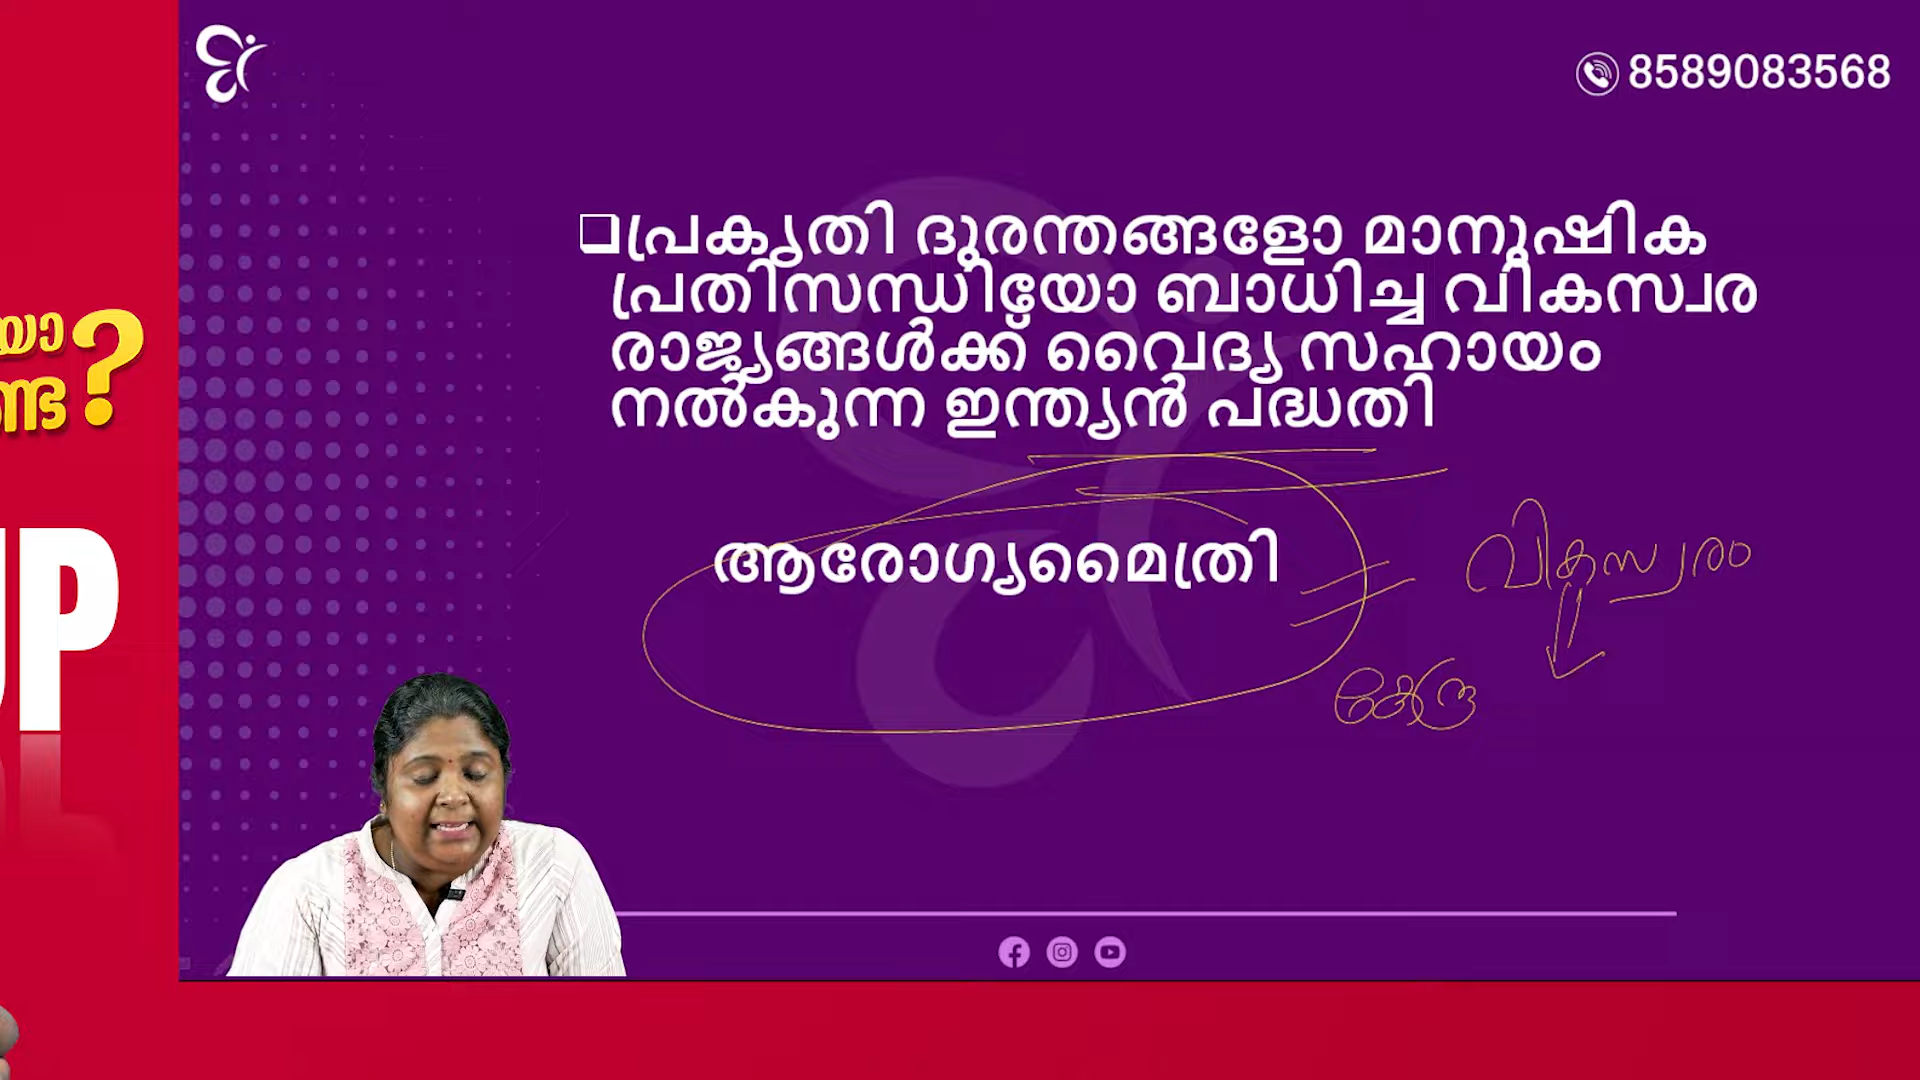 8589083568
യോ?
ണ്ട
UP
❑പ്രകൃതി ദുരന്തങ്ങളോ മാനുഷിക
പ്രതിസന്ധിയോ ബാധിച്ച വികസ്വര
രാജ്യങ്ങൾക്ക് വൈദ്യ സഹായം
നൽകുന്ന ഇന്ത്യൻ പദ്ധതി
ആരോഗ്യമൈത്രി
വികസ്വരം